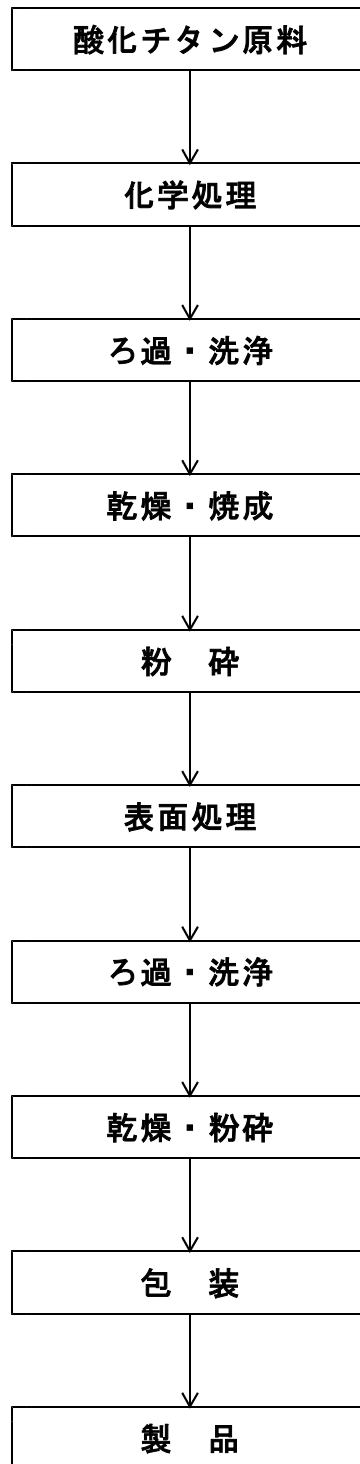 酸化チタン原料
化学処理
ろ過・洗浄
乾燥・焼成
粉　砕
表面処理
ろ過・洗浄
乾燥・粉砕
包　装
製　品